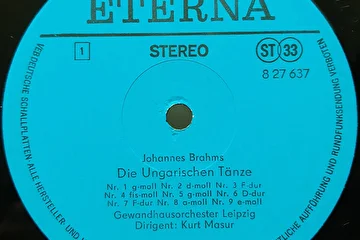 ETERNA
1
STEREO
ST 33
8 27 637
Johannes Brahms
Die Ungarischen Tänze
Nr. 1 g-moll Nr. 2 d-moll Nr. 3 F-dur
Nr. 4 fis-moll Nr. 5 g-moll Nr. 6 D-dur
Nr. 7 F-dur Nr. 8 a-moll Nr. 9 e-moll
Gewandhausorchester Leipzig
Dirigent: Kurt Masur
VEB DEUTSCHE SCHALLPLATTEN
ALLE HERSTELLER- UND
ÖFFENTLICHE AUFFÜHRUNG UND RUNDFUNKSENDUNG VERBOTEN